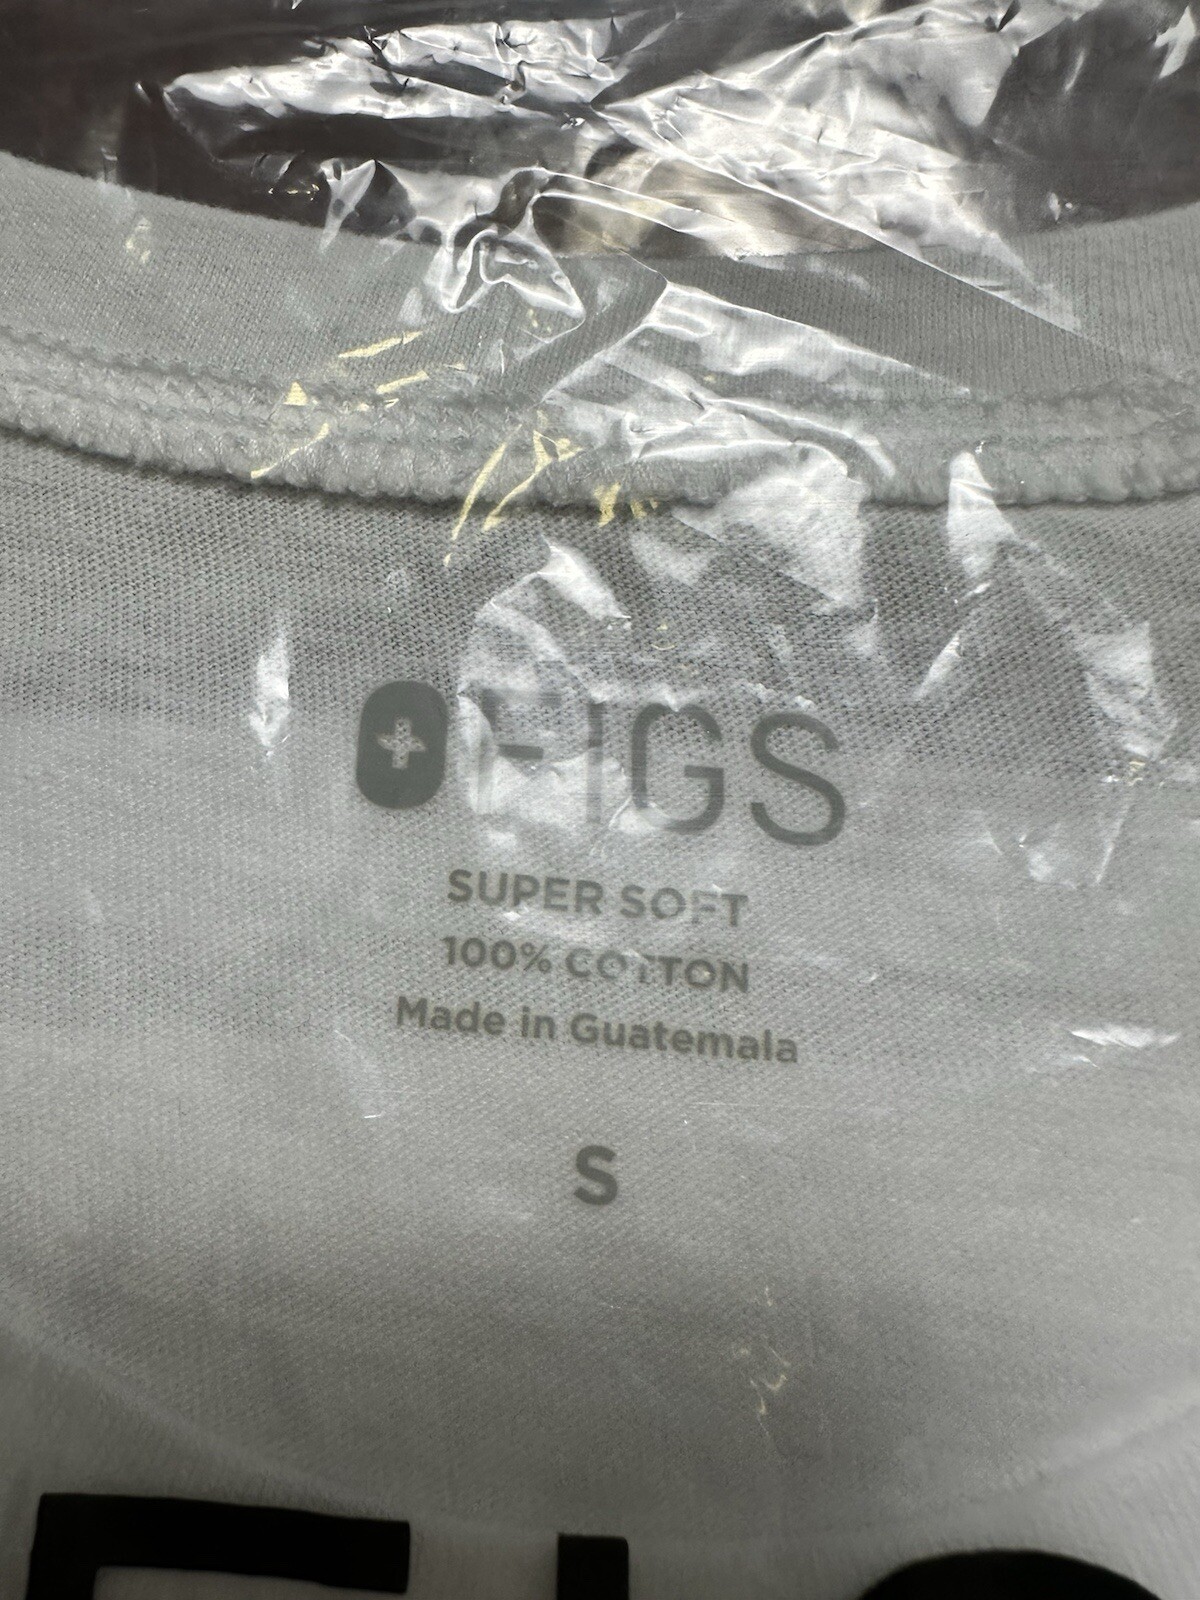 FIGS
SUPER SOFT
100% COTTON
Made in Guatemala
S